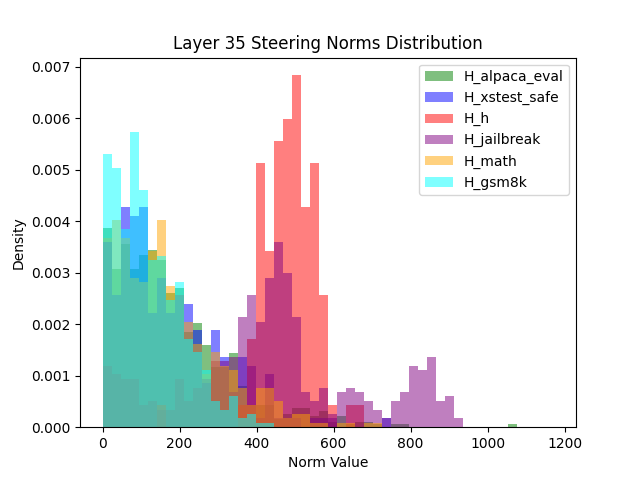 Layer 35 Steering Norms Distribution
0.007
0.006
0.005
0.004
0.003
0.002
0.001
0.000
Density
0
200
400
600
800
1000
1200
Norm Value
H_alpaca_eval
H_xstest_safe
H_h
H_jailbreak
H_math
H_gsm8k